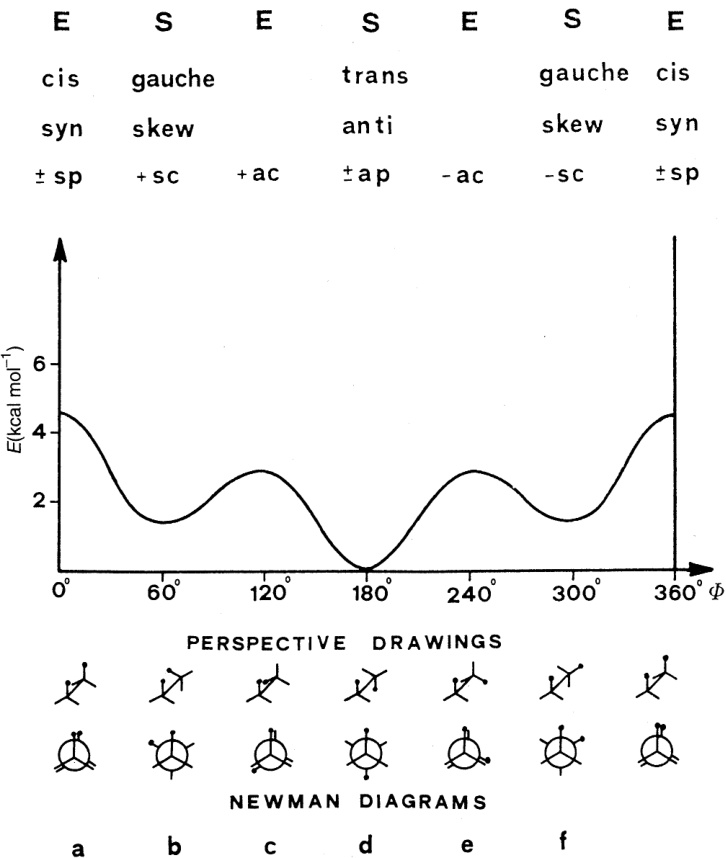 E S E S E S E
cis gauche trans gauche cis
syn skew anti skew syn
± sp +sc +ac ±ap -ac -sc ±sp
E(kcal mol⁻¹)
6
4
2
0° 60° 120° 180° 240° 300° 360° Φ
PERSPECTIVE DRAWINGS
NEWMAN DIAGRAMS
a b c d e f